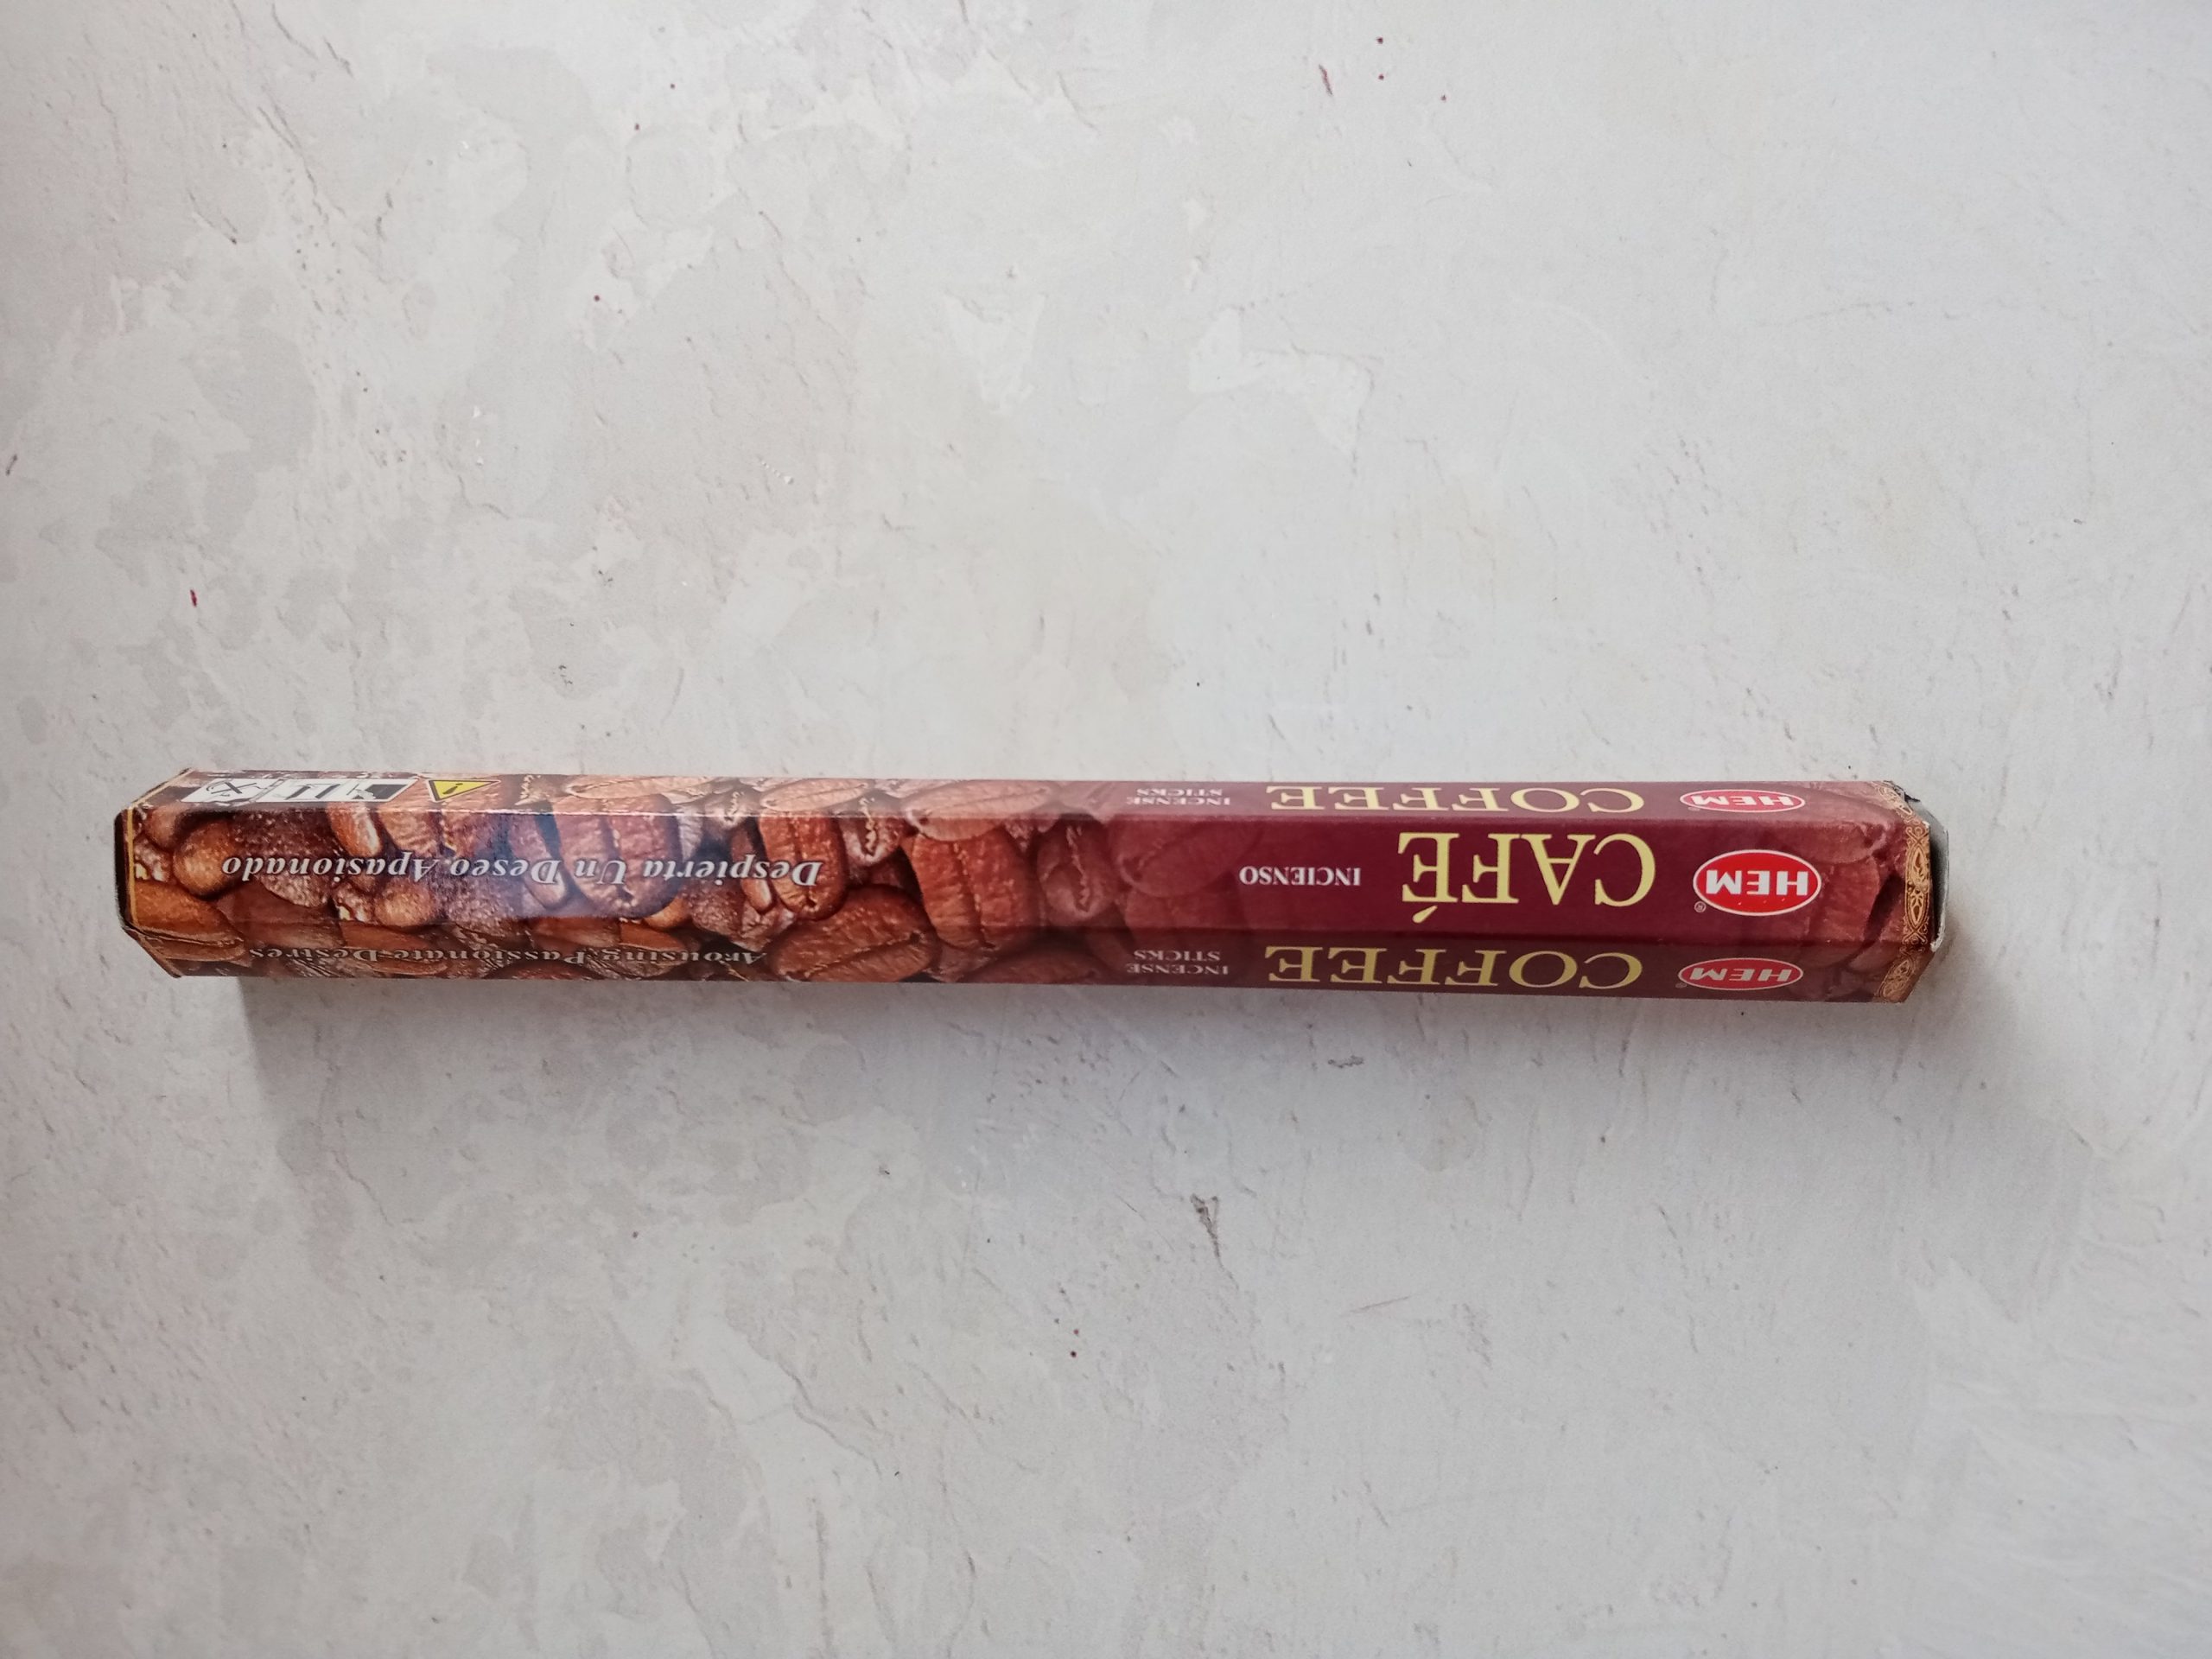 HEM
COFFEE
INCENSE
STICKS
Arousing Passionate Desires
HEM®
CAFÉ
INCIENSO
Despierta Un Deseo Apasionado
HEM®
COFFEE
INCENSE
STICKS